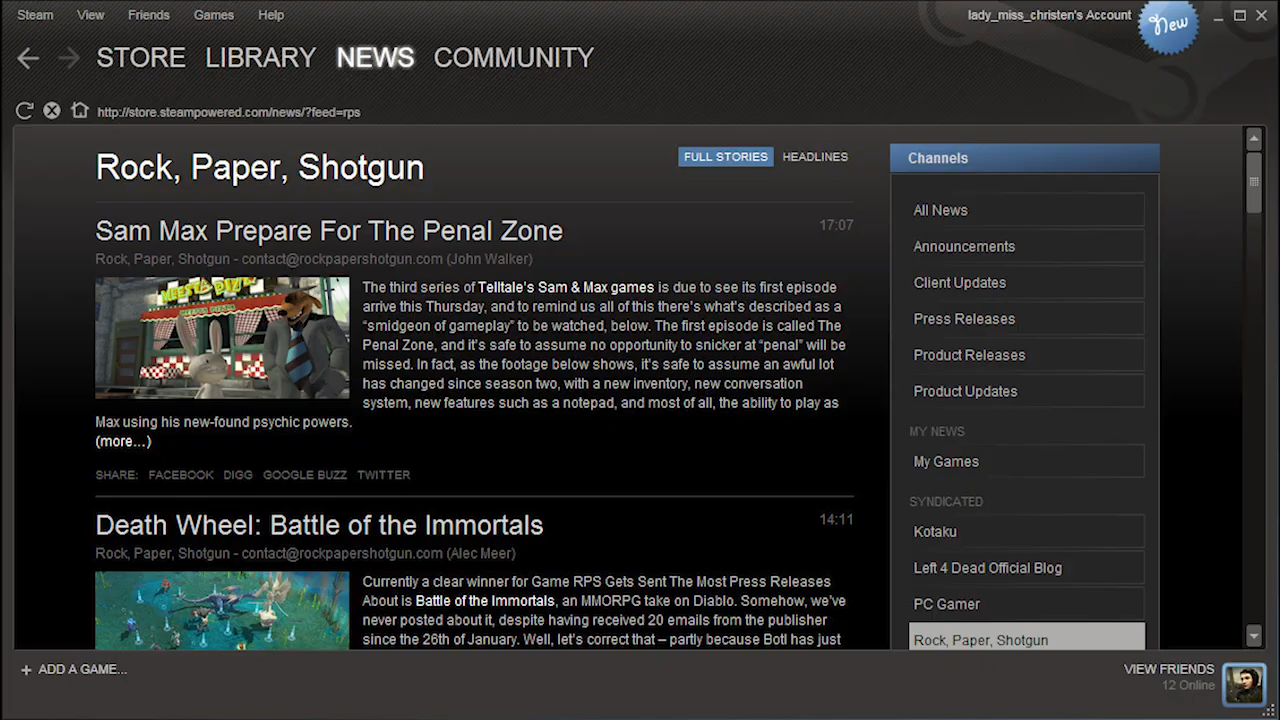 Steam View Friends Games Help
lady_miss_christen's Account
New
STORE LIBRARY NEWS COMMUNITY
http://store.steampowered.com/news/?feed=rps
Rock, Paper, Shotgun
FULL STORIES HEADLINES
Sam Max Prepare For The Penal Zone
17:07
Rock, Paper, Shotgun - contact@rockpapershotgun.com (John Walker)
The third series of Telltale's Sam & Max games is due to see its first episode
arrive this Thursday, and to remind us all of this there's what's described as a
“smidgeon of gameplay” to be watched, below. The first episode is called The
Penal Zone, and it's safe to assume no opportunity to snicker at “penal” will be
missed. In fact, as the footage below shows, it's safe to assume an awful lot
has changed since season two, with a new inventory, new conversation
system, new features such as a notepad, and most of all, the ability to play as
Max using his new-found psychic powers.
(more...)
SHARE: FACEBOOK DIGG GOOGLE BUZZ TWITTER
Death Wheel: Battle of the Immortals
14:11
Rock, Paper, Shotgun - contact@rockpapershotgun.com (Alec Meer)
Currently a clear winner for Game RPS Gets Sent The Most Press Releases
About is Battle of the Immortals, an MMORPG take on Diablo. Somehow, we've
never posted about it, despite having received 20 emails from the publisher
since the 26th of January. Well, let's correct that – partly because BotI has just
Channels
All News
Announcements
Client Updates
Press Releases
Product Releases
Product Updates
MY NEWS
My Games
SYNDICATED
Kotaku
Left 4 Dead Official Blog
PC Gamer
Rock, Paper, Shotgun
+ ADD A GAME...
VIEW FRIENDS
12 Online